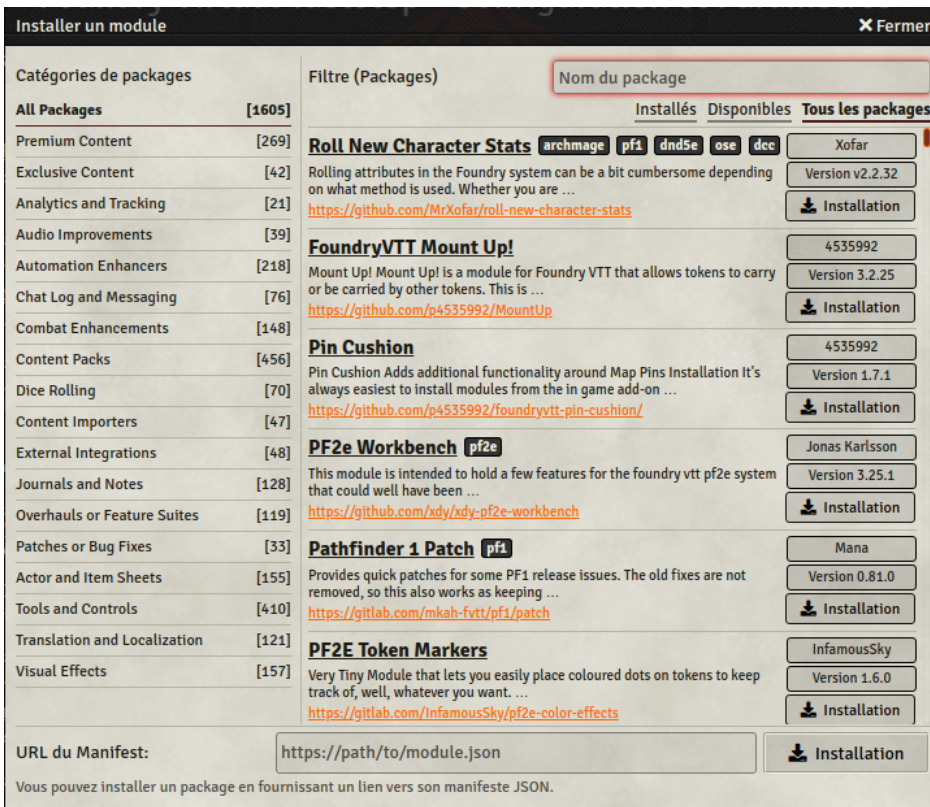 Installer un module
Fermer
Catégories de packages
All Packages [1605]
Premium Content [269]
Exclusive Content [42]
Analytics and Tracking [21]
Audio Improvements [39]
Automation Enhancers [218]
Chat Log and Messaging [76]
Combat Enhancements [148]
Content Packs [456]
Dice Rolling [70]
Content Importers [47]
External Integrations [48]
Journals and Notes [128]
Overhauls or Feature Suites [119]
Patches or Bug Fixes [33]
Actor and Item Sheets [155]
Tools and Controls [410]
Translation and Localization [121]
Visual Effects [157]
Filtre (Packages) Nom du package
Installés Disponibles Tous les packages
Roll New Character Stats archmage pf1 dnd5e ose dcc
Rolling attributes in the Foundry system can be a bit cumbersome depending
on what method is used. Whether you are ...
https://github.com/MrXofar/roll-new-character-stats
Xofar
Version v2.2.32
Installation
FoundryVTT Mount Up!
Mount Up! Mount Up! is a module for Foundry VTT that allows tokens to carry
or be carried by other tokens. This is ...
https://github.com/p4535992/MountUp
4535992
Version 3.2.25
Installation
Pin Cushion
Pin Cushion Adds additional functionality around Map Pins Installation It's
always easiest to install modules from the in game add-on ...
https://github.com/p4535992/foundryvtt-pin-cushion/
4535992
Version 1.7.1
Installation
PF2e Workbench pf2e
This module is intended to hold a few features for the foundry vtt pf2e system
that could well have been ...
https://github.com/xdy/xdy-pf2e-workbench
Jonas Karlsson
Version 3.25.1
Installation
Pathfinder 1 Patch pf1
Provides quick patches for some PF1 release issues. The old fixes are not
removed, so this also works as keeping ...
https://gitlab.com/mkah-fvtt/pf1/patch
Mana
Version 0.81.0
Installation
PF2E Token Markers
Very Tiny Module that lets you easily place coloured dots on tokens to keep
track of, well, whatever you want. ...
https://gitlab.com/InfamousSky/pf2e-color-effects
InfamousSky
Version 1.6.0
Installation
URL du Manifest: https://path/to/module.json Installation
Vous pouvez installer un package en fournissant un lien vers son manifeste JSON.